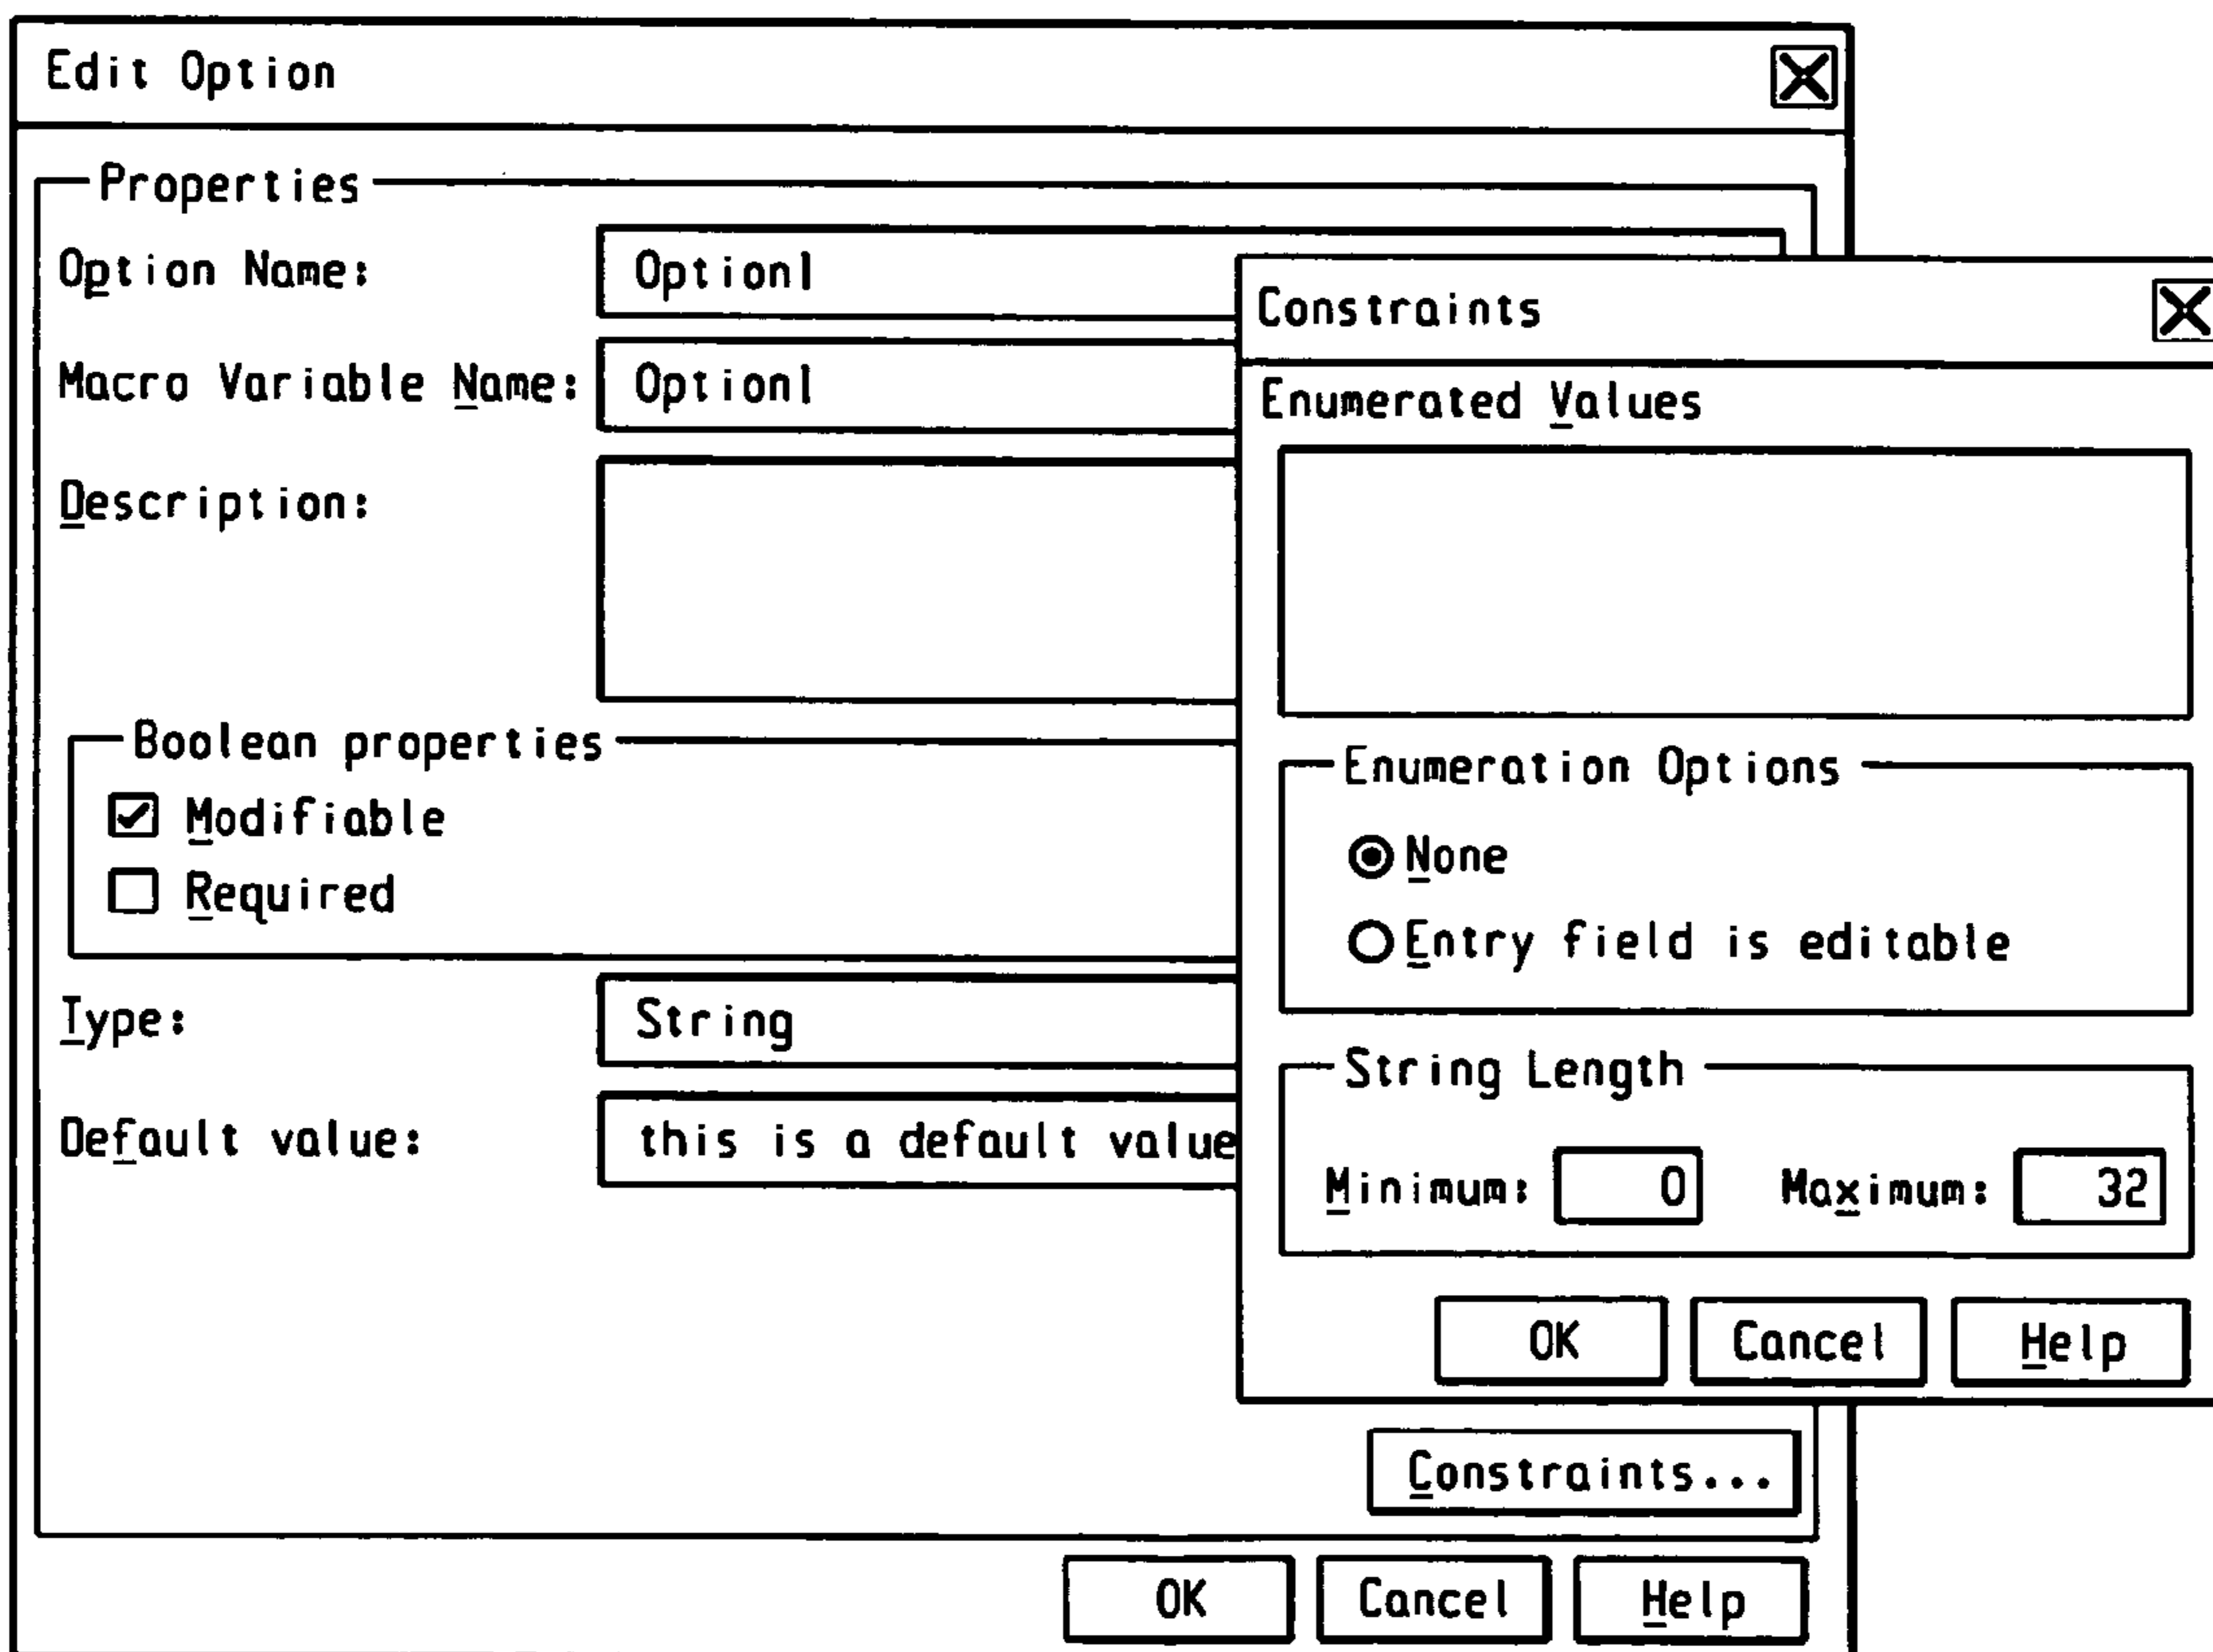 Edit Option
Properties
Option Name: Option1
Macro Variable Name: Option1
Description:
Boolean properties
Modifiable
Required
Type: String
Default value: this is a default value
Constraints...
OK Cancel Help
Constraints
Enumerated Values
Enumeration Options
None
Entry field is editable
String Length
Minimum: 0 Maximum: 32
OK Cancel Help